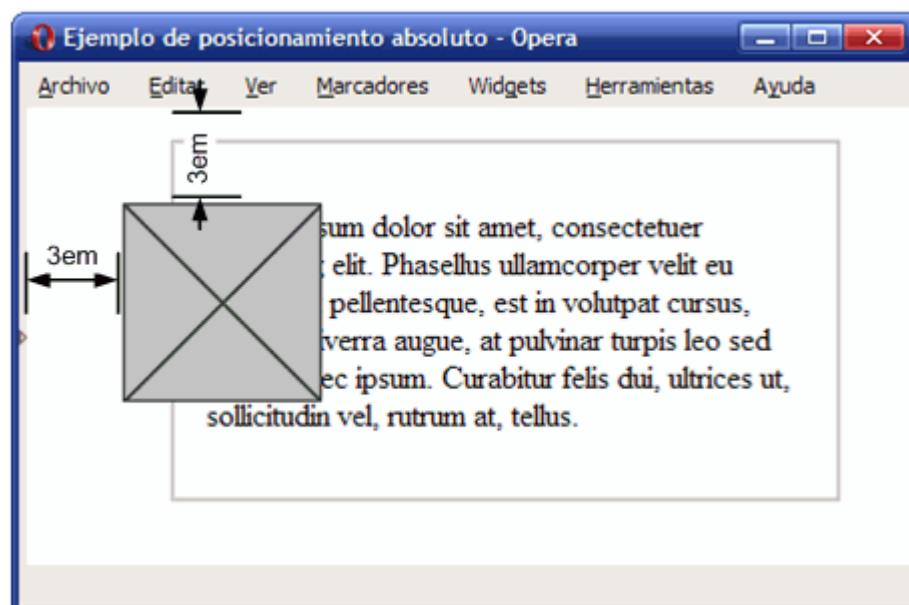 Ejemplo de posicionamiento absoluto - Opera
Archivo Editar Ver Marcadores Widgets Herramientas Ayuda
3em
3em
sum dolor sit amet, consectetuer
elit. Phasellus ullamcorper velit eu
pellentesque, est in volutpat cursus,
iverra augue, at pulvinar turpis leo sed
ec ipsum. Curabitur felis dui, ultrices ut,
sollicitudin vel, rutrum at, tellus.